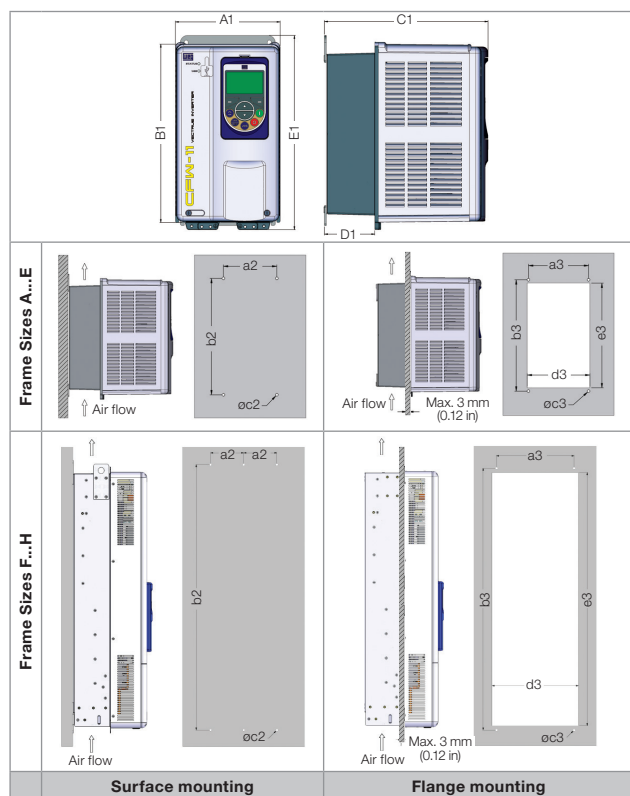 A1
C1
B1
E1
D1
STATUS
USB
CFW-11
VECTRUE INVERTER
Frame Sizes A...E
a2
b2
øc2
Air flow
a3
b3
e3
d3
øc3
Air flow
Max. 3 mm
(0.12 in)
Frame Sizes F...H
a2 a2
b2
øc2
Air flow
a3
b3
e3
d3
øc3
Max. 3 mm
(0.12 in)
Air flow
Surface mounting
Flange mounting